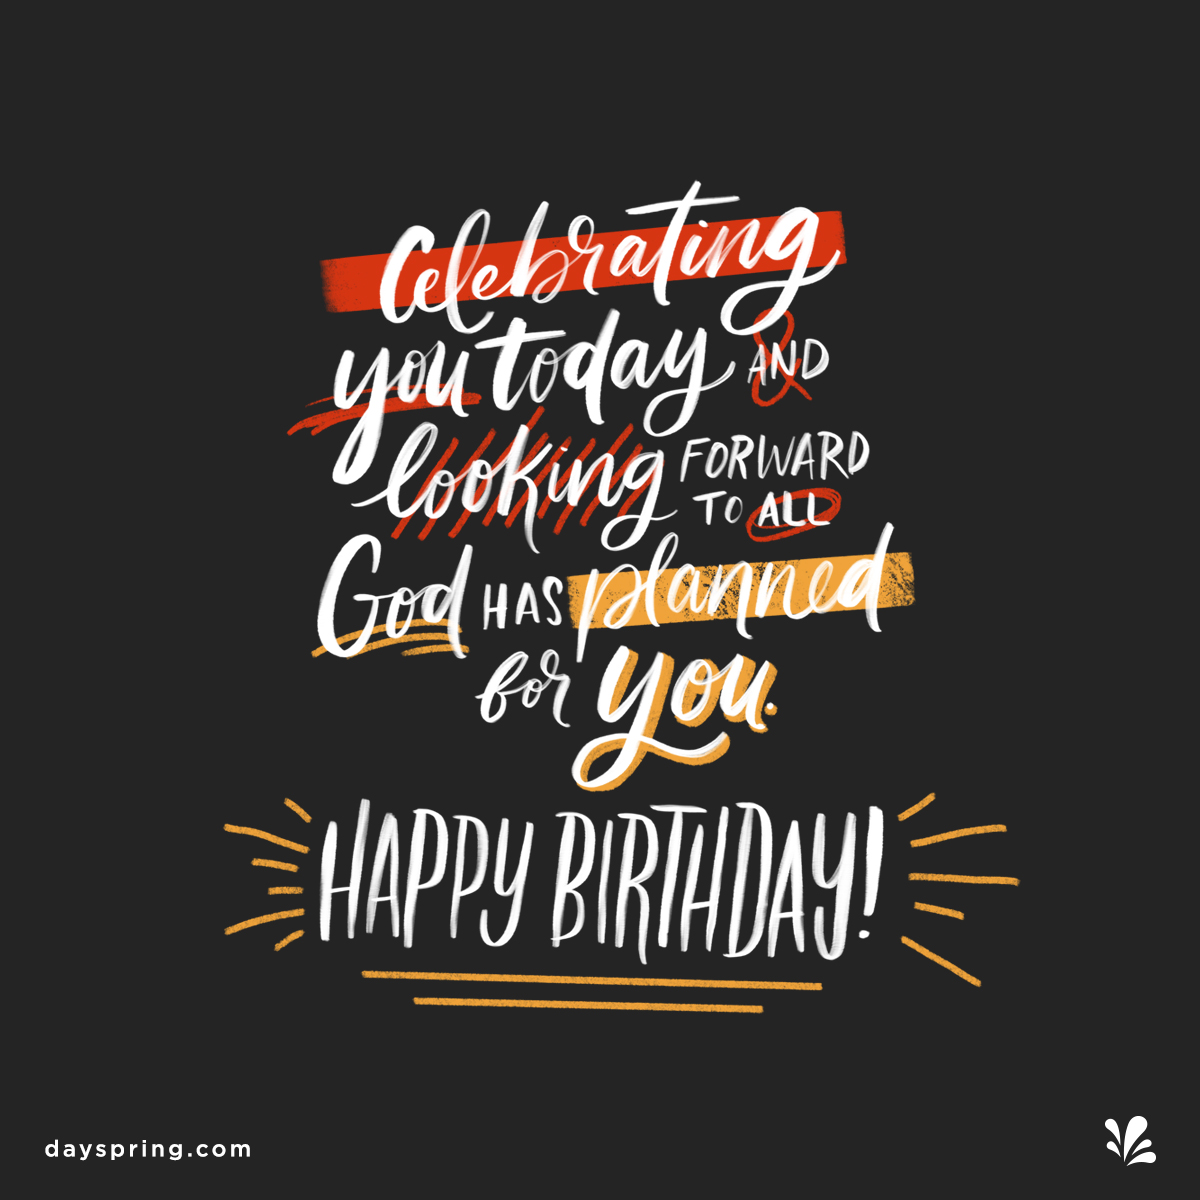 Celebrating
you today AND
looking FORWARD
TO ALL
God HAS planned
for you.
HAPPY BIRTHDAY!
dayspring.com